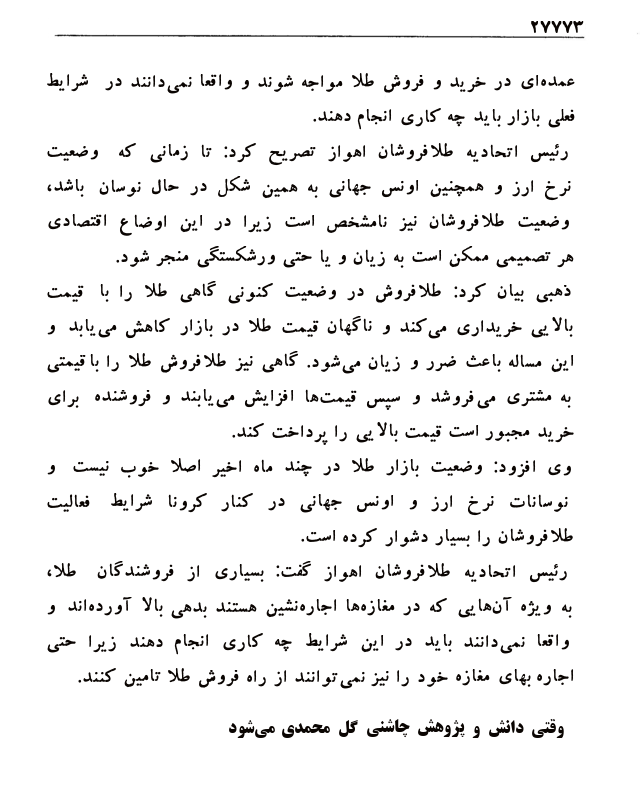 ۲۷۷۷۳
عمده‌ای در خرید و فروش طلا مواجه شوند و واقعا نمی‌دانند در شرایط
فعلی بازار باید چه کاری انجام دهند.
رئیس اتحادیه طلافروشان اهواز تصریح کرد: تا زمانی که وضعیت
نرخ ارز و همچنین اونس جهانی به همین شکل در حال نوسان باشد،
وضعیت طلافروشان نیز نامشخص است زیرا در این اوضاع اقتصادی
هر تصمیمی ممکن است به زیان و یا حتی ورشکستگی منجر شود.
ذهبی بیان کرد: طلافروش در وضعیت کنونی گاهی طلا را با قیمت
بالایی خریداری می‌کند و ناگهان قیمت طلا در بازار کاهش می‌یابد و
این مساله باعث ضرر و زیان می‌شود. گاهی نیز طلافروش طلا را با قیمتی
به مشتری می‌فروشد و سپس قیمت‌ها افزایش می‌یابند و فروشنده برای
خرید مجبور است قیمت بالایی را پرداخت کند.
وی افزود: وضعیت بازار طلا در چند ماه اخیر اصلا خوب نیست و
نوسانات نرخ ارز و اونس جهانی در کنار کرونا شرایط فعالیت
طلافروشان را بسیار دشوار کرده است.
رئیس اتحادیه طلافروشان اهواز گفت: بسیاری از فروشندگان طلا،
به ویژه آن‌هایی که در مغازه‌ها اجاره‌نشین هستند بدهی بالا آورده‌اند و
واقعا نمی‌دانند باید در این شرایط چه کاری انجام دهند زیرا حتی
اجاره بهای مغازه خود را نیز نمی‌توانند از راه فروش طلا تامین کنند.
وقتی دانش و پژوهش چاشنی گل محمدی می‌شود